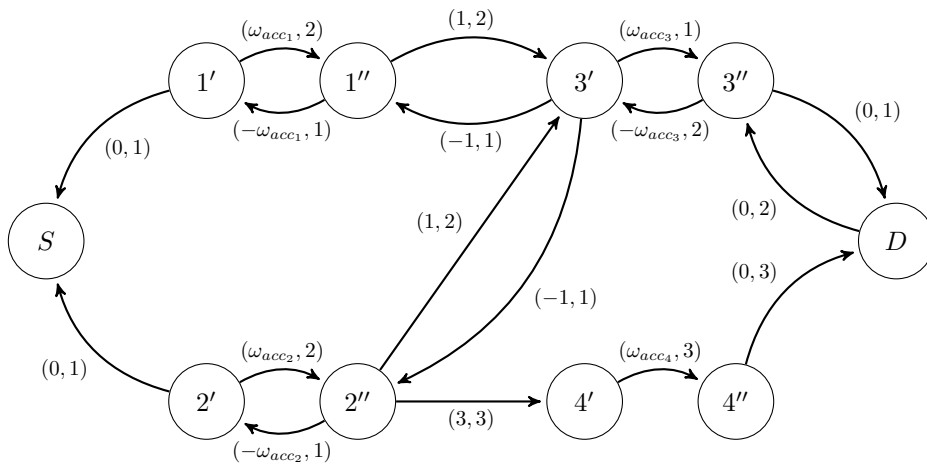 (ω_{acc_1}, 2)
(1, 2)
(ω_{acc_3}, 1)
1′
1″
3′
3″
(0, 1)
(−ω_{acc_1}, 1)
(−1, 1)
(−ω_{acc_3}, 2)
(0, 1)
(1, 2)
(0, 2)
S
D
(0, 3)
(−1, 1)
(0, 1)
(ω_{acc_2}, 2)
(ω_{acc_4}, 3)
2′
2″
4′
4″
(3, 3)
(−ω_{acc_2}, 1)